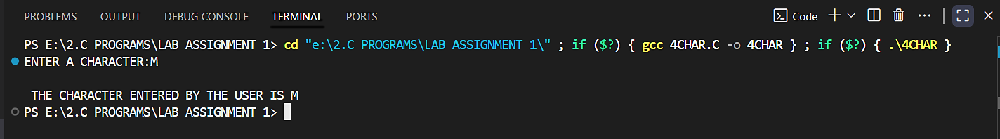 PROBLEMS OUTPUT DEBUG CONSOLE TERMINAL PORTS Code
PS E:\2.C PROGRAMS\LAB ASSIGNMENT 1> cd "e:\2.C PROGRAMS\LAB ASSIGNMENT 1\" ; if ($?) { gcc 4CHAR.C -o 4CHAR } ; if ($?) { .\4CHAR }
ENTER A CHARACTER:M
THE CHARACTER ENTERED BY THE USER IS M
PS E:\2.C PROGRAMS\LAB ASSIGNMENT 1>